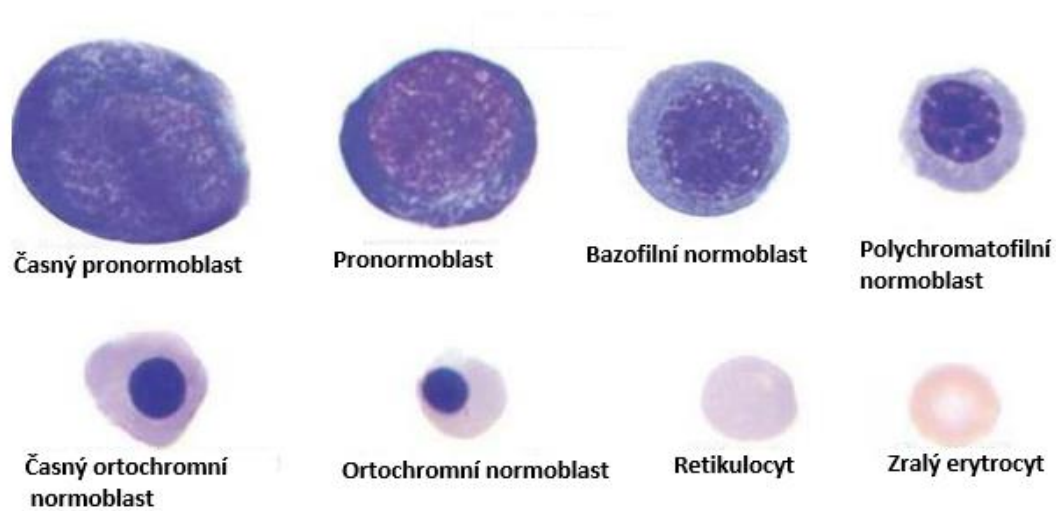 Časný pronormoblast
Pronormoblast
Bazofilní normoblast
Polychromatofilní
normoblast
Časný ortochromní
normoblast
Ortochromní normoblast
Retikulocyt
Zralý erytrocyt